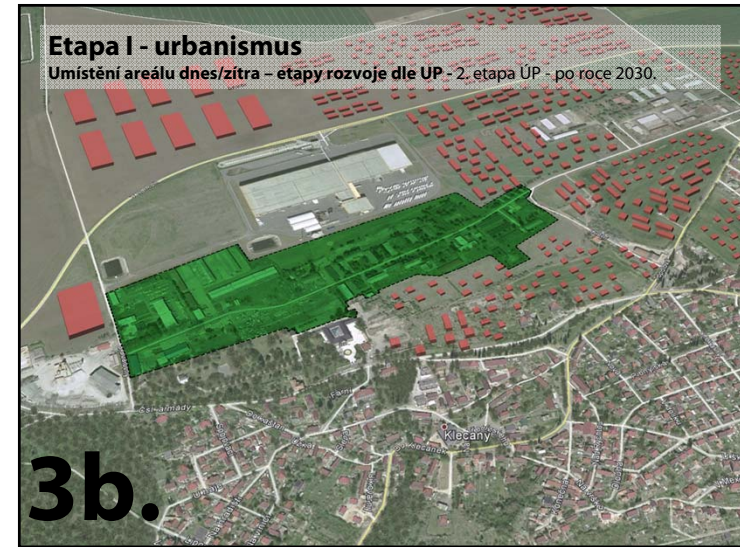 Etapa I - urbanismus
Umístění areálu dnes/zítra – etapy rozvoje dle UP - 2. etapa ÚP - po roce 2030.
Klecany
3b.